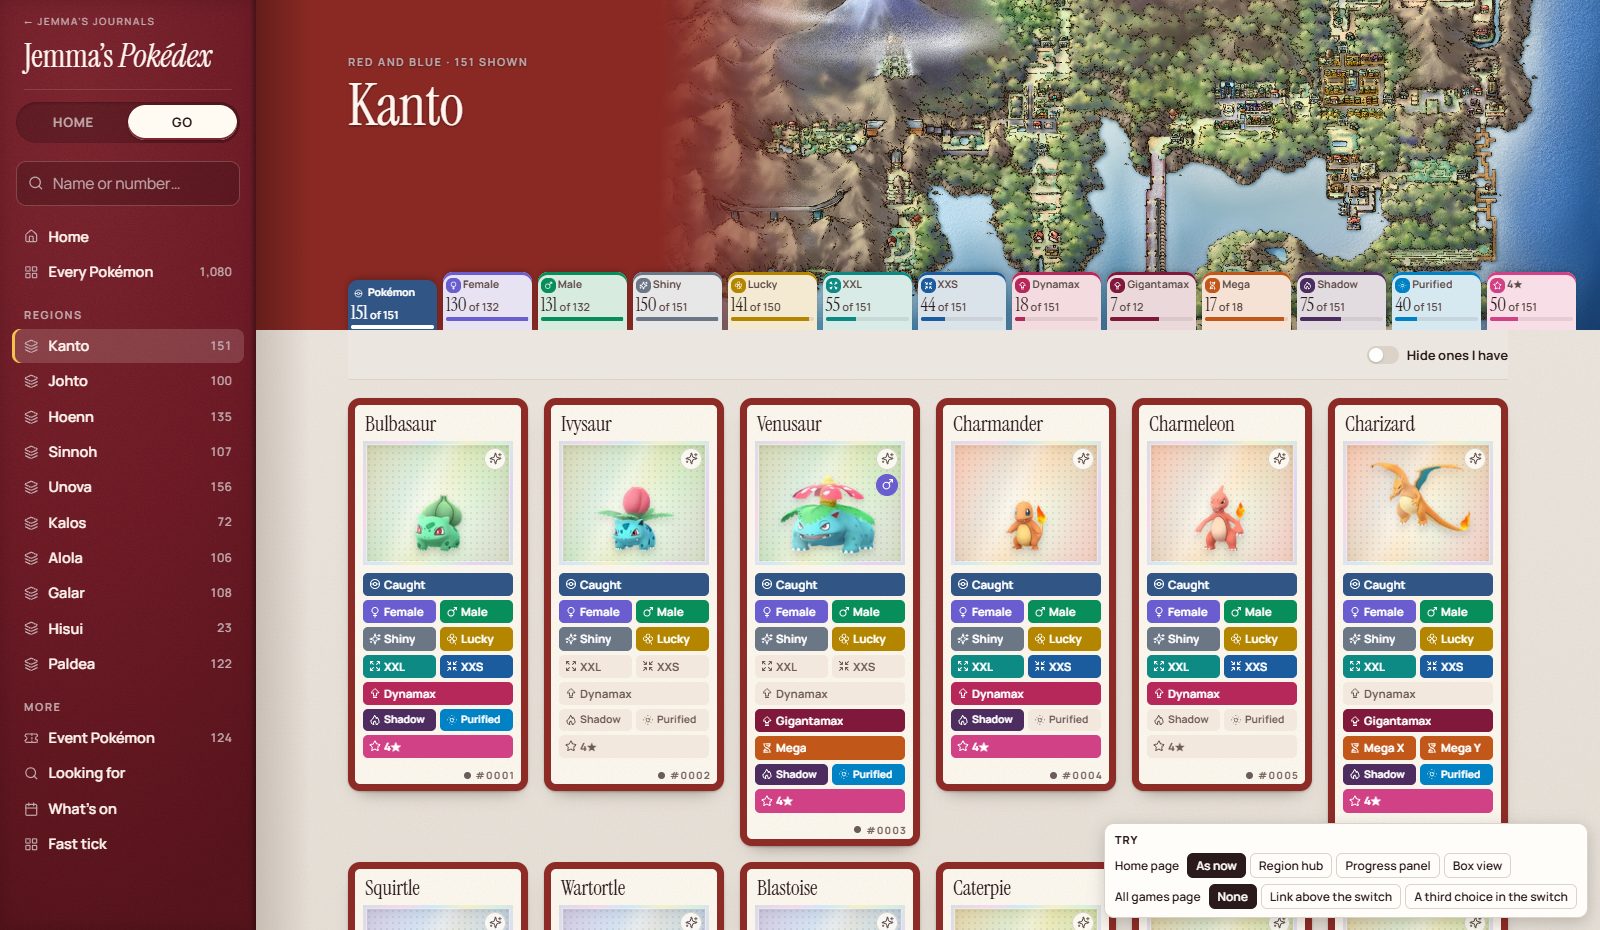 ← JEMMA'S JOURNALS
Jemma's Pokédex
HOME GO
Name or number...
Home
Every Pokémon 1,080
REGIONS
Kanto 151
Johto 100
Hoenn 135
Sinnoh 107
Unova 156
Kalos 72
Alola 106
Galar 108
Hisui 23
Paldea 122
MORE
Event Pokémon 124
Looking for
What's on
Fast tick
RED AND BLUE · 151 SHOWN
Kanto
Pokémon
151 of 151
Female
130 of 132
Male
131 of 132
Shiny
150 of 151
Lucky
141 of 150
XXL
55 of 151
XXS
44 of 151
Dynamax
18 of 151
Gigantamax
7 of 12
Mega
17 of 18
Shadow
75 of 151
Purified
40 of 151
4★
50 of 151
Hide ones I have
Bulbasaur
Caught
Female Male
Shiny Lucky
XXL XXS
Dynamax
Shadow Purified
4★
#0001
Ivysaur
Caught
Female Male
Shiny Lucky
XXL XXS
Dynamax
Shadow Purified
4★
#0002
Venusaur
Caught
Female Male
Shiny Lucky
XXL XXS
Dynamax
Gigantamax
Mega
Shadow Purified
4★
#0003
Charmander
Caught
Female Male
Shiny Lucky
XXL XXS
Dynamax
Shadow Purified
4★
#0004
Charmeleon
Caught
Female Male
Shiny Lucky
XXL XXS
Dynamax
Shadow Purified
4★
#0005
Charizard
Caught
Female Male
Shiny Lucky
XXL XXS
Dynamax
Gigantamax
Mega X Mega Y
Shadow Purified
4★
Squirtle
Wartortle
Blastoise
Caterpie
TRY
Home page As now Region hub Progress panel Box view
All games page None Link above the switch A third choice in the switch